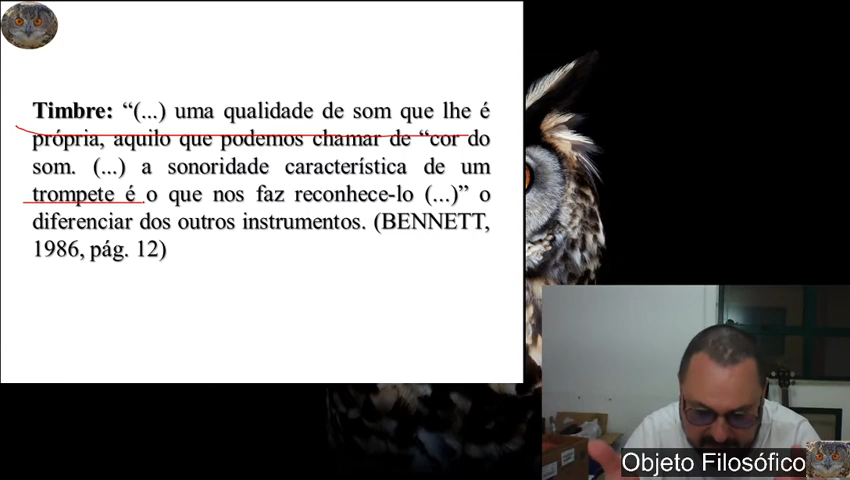 Timbre: “(...) uma qualidade de som que lhe é
própria, aquilo que podemos chamar de “cor do
som. (...) a sonoridade característica de um
trompete é o que nos faz reconhece-lo (...)” o
diferenciar dos outros instrumentos. (BENNETT,
1986, pág. 12)
Objeto Filosófico